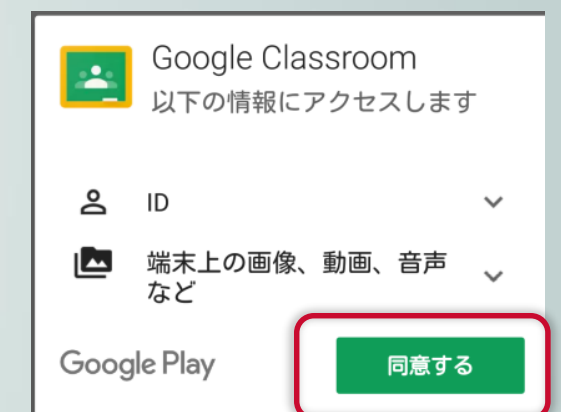 Google Classroom
以下の情報にアクセスします
ID
端末上の画像、動画、音声
など
Google Play
同意する